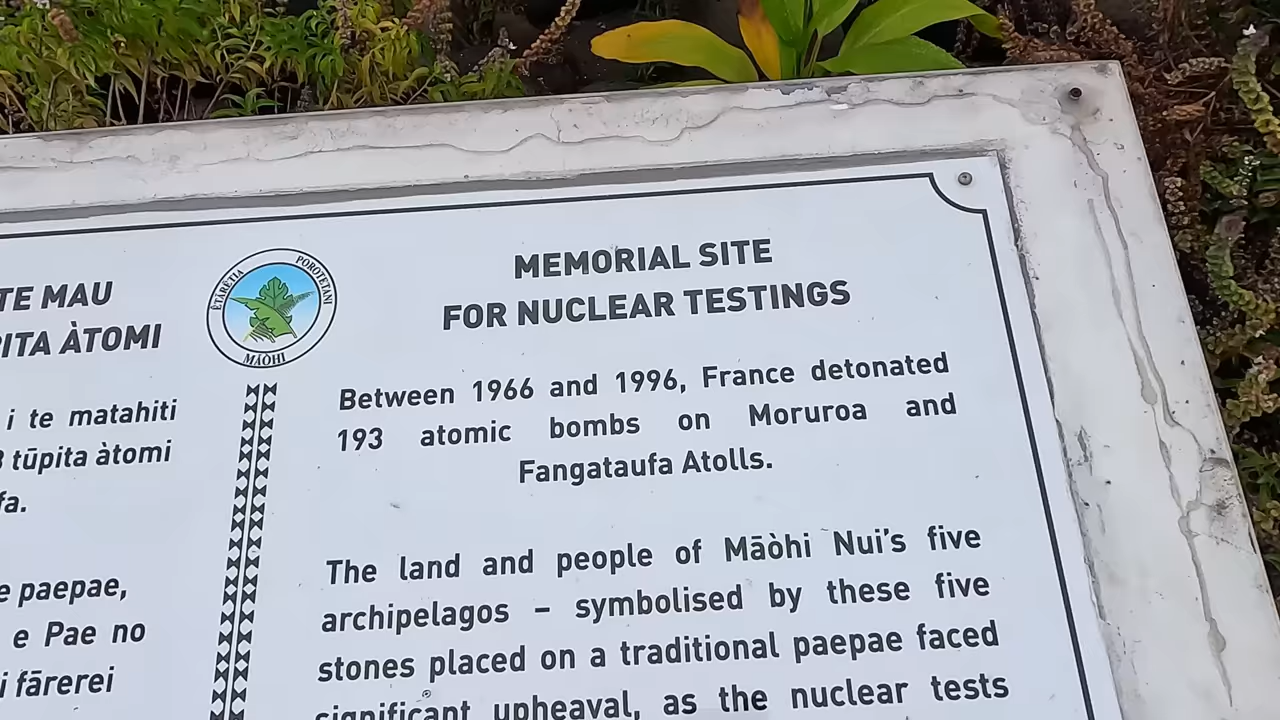 TE MAU
ÀTOMI
i te matahiti
tūpita àtomi
fa.
e paepae,
e Pae no
i fārerei
ÈTĀRĒTIA POROTETANI
MĀÒHI
MEMORIAL SITE
FOR NUCLEAR TESTINGS
Between 1966 and 1996, France detonated
193 atomic bombs on Moruroa and
Fangataufa Atolls.
The land and people of Māòhi Nui's five
archipelagos – symbolised by these five
stones placed on a traditional paepae faced
significant upheaval, as the nuclear tests